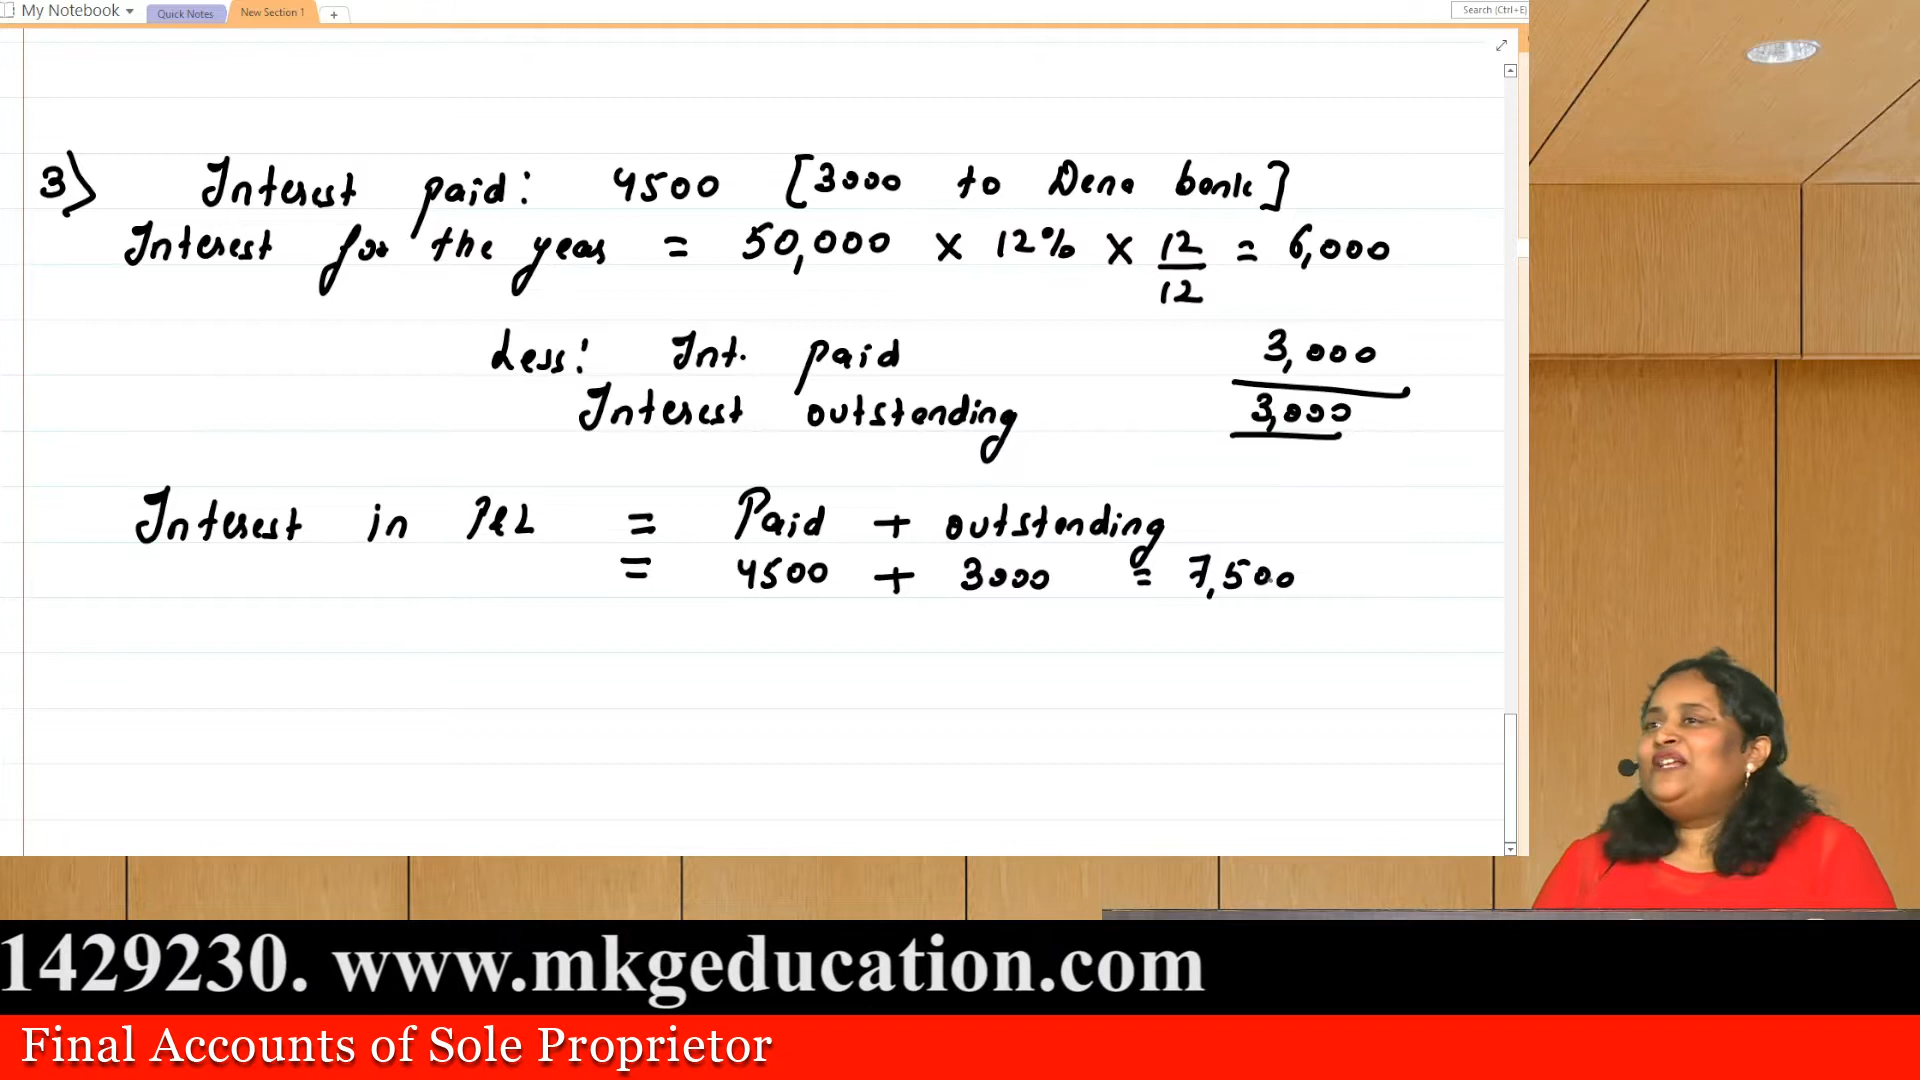 My Notebook
Quick Notes
New Section 1
+
Search (Ctrl+E)
3) Interest paid: 4500 [3000 to Dena bank]
Interest for the year = 50,000 x 12% x 12/12 = 6,000
Less: Int. paid 3,000
Interest outstanding 3,000
Interest in P&L = Paid + outstanding
= 4500 + 3000 = 7,500
1429230. www.mkgeducation.com
Final Accounts of Sole Proprietor